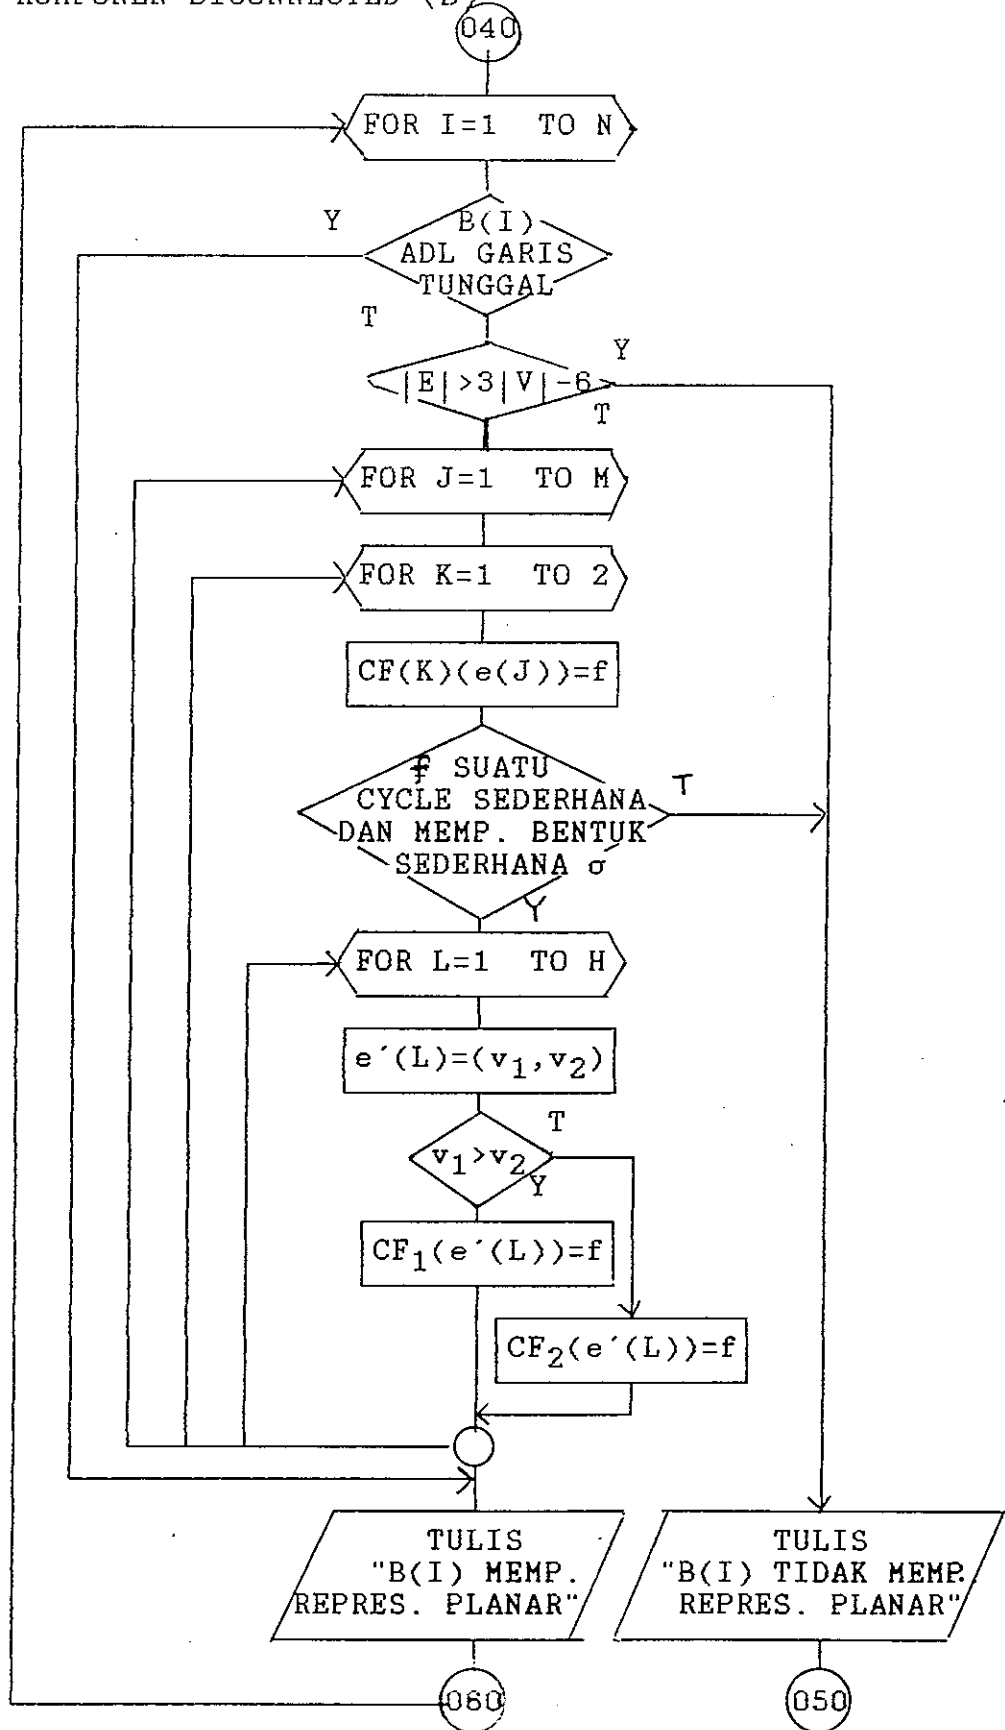 040
FOR I=1 TO N
Y
B(I)
ADL GARIS
TUNGGAL
T
|E|>3|V|-6
Y
T
FOR J=1 TO M
FOR K=1 TO 2
CF(K)(e(J))=f
f SUATU
CYCLE SEDERHANA
DAN MEMP. BENTUK
SEDERHANA σ
T
Y
FOR L=1 TO H
e´(L)=(v₁,v₂)
T
v₁>v₂
Y
CF₁(e´(L))=f
CF₂(e´(L))=f
TULIS
"B(I) MEMP.
REPRES. PLANAR"
TULIS
"B(I) TIDAK MEMP.
REPRES. PLANAR"
060
050